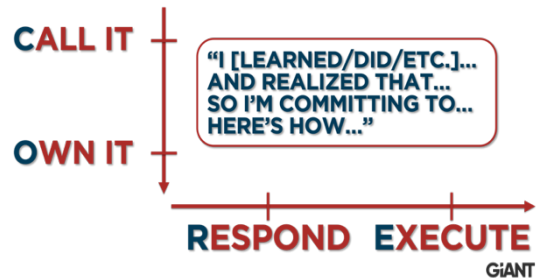 CALL IT
"I [LEARNED/DID/ETC.]...
AND REALIZED THAT...
SO I'M COMMITTING TO...
HERE'S HOW..."
OWN IT
RESPOND EXECUTE
GiANT